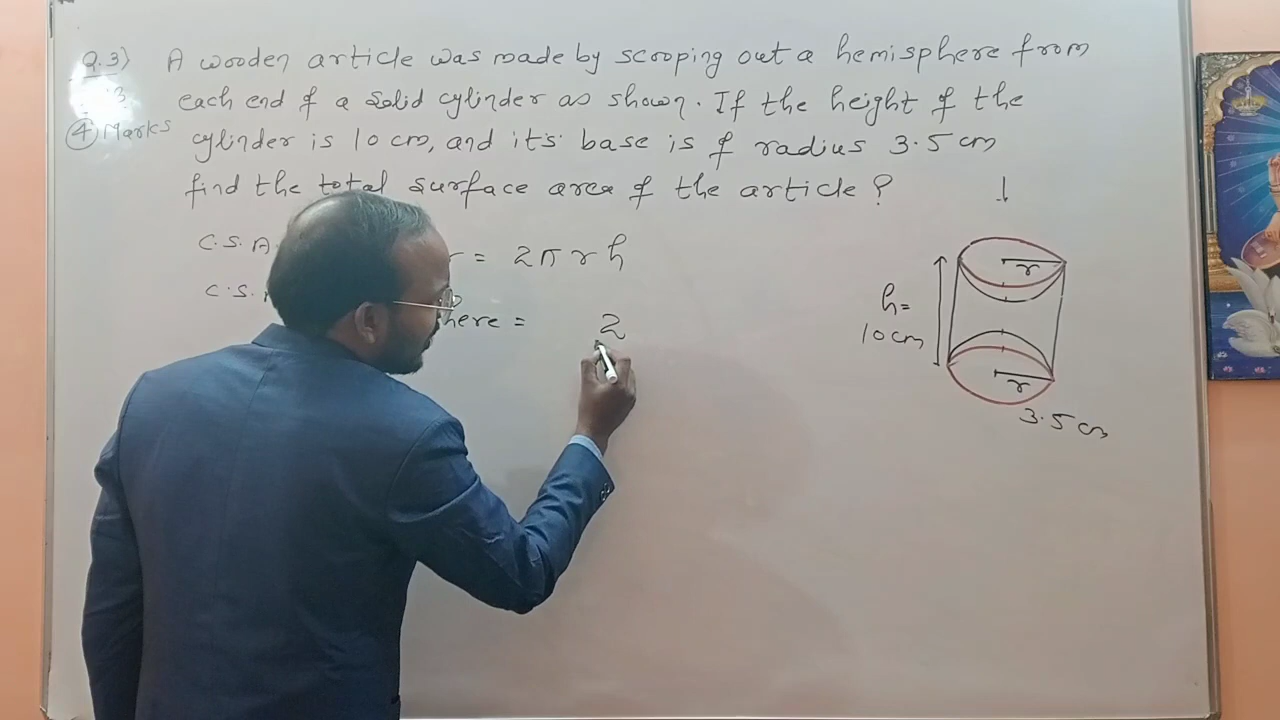 Q.3) A wooden article was made by scooping out a hemisphere from
each end of a solid cylinder as shown. If the height of the
④ Marks cylinder is 10 cm, and it's base is of radius 3.5 cm
find the total surface area of the article ?
C.S.A = 2πrh
C.S. here = 2
h=
10cm
r
r
3.5 cm